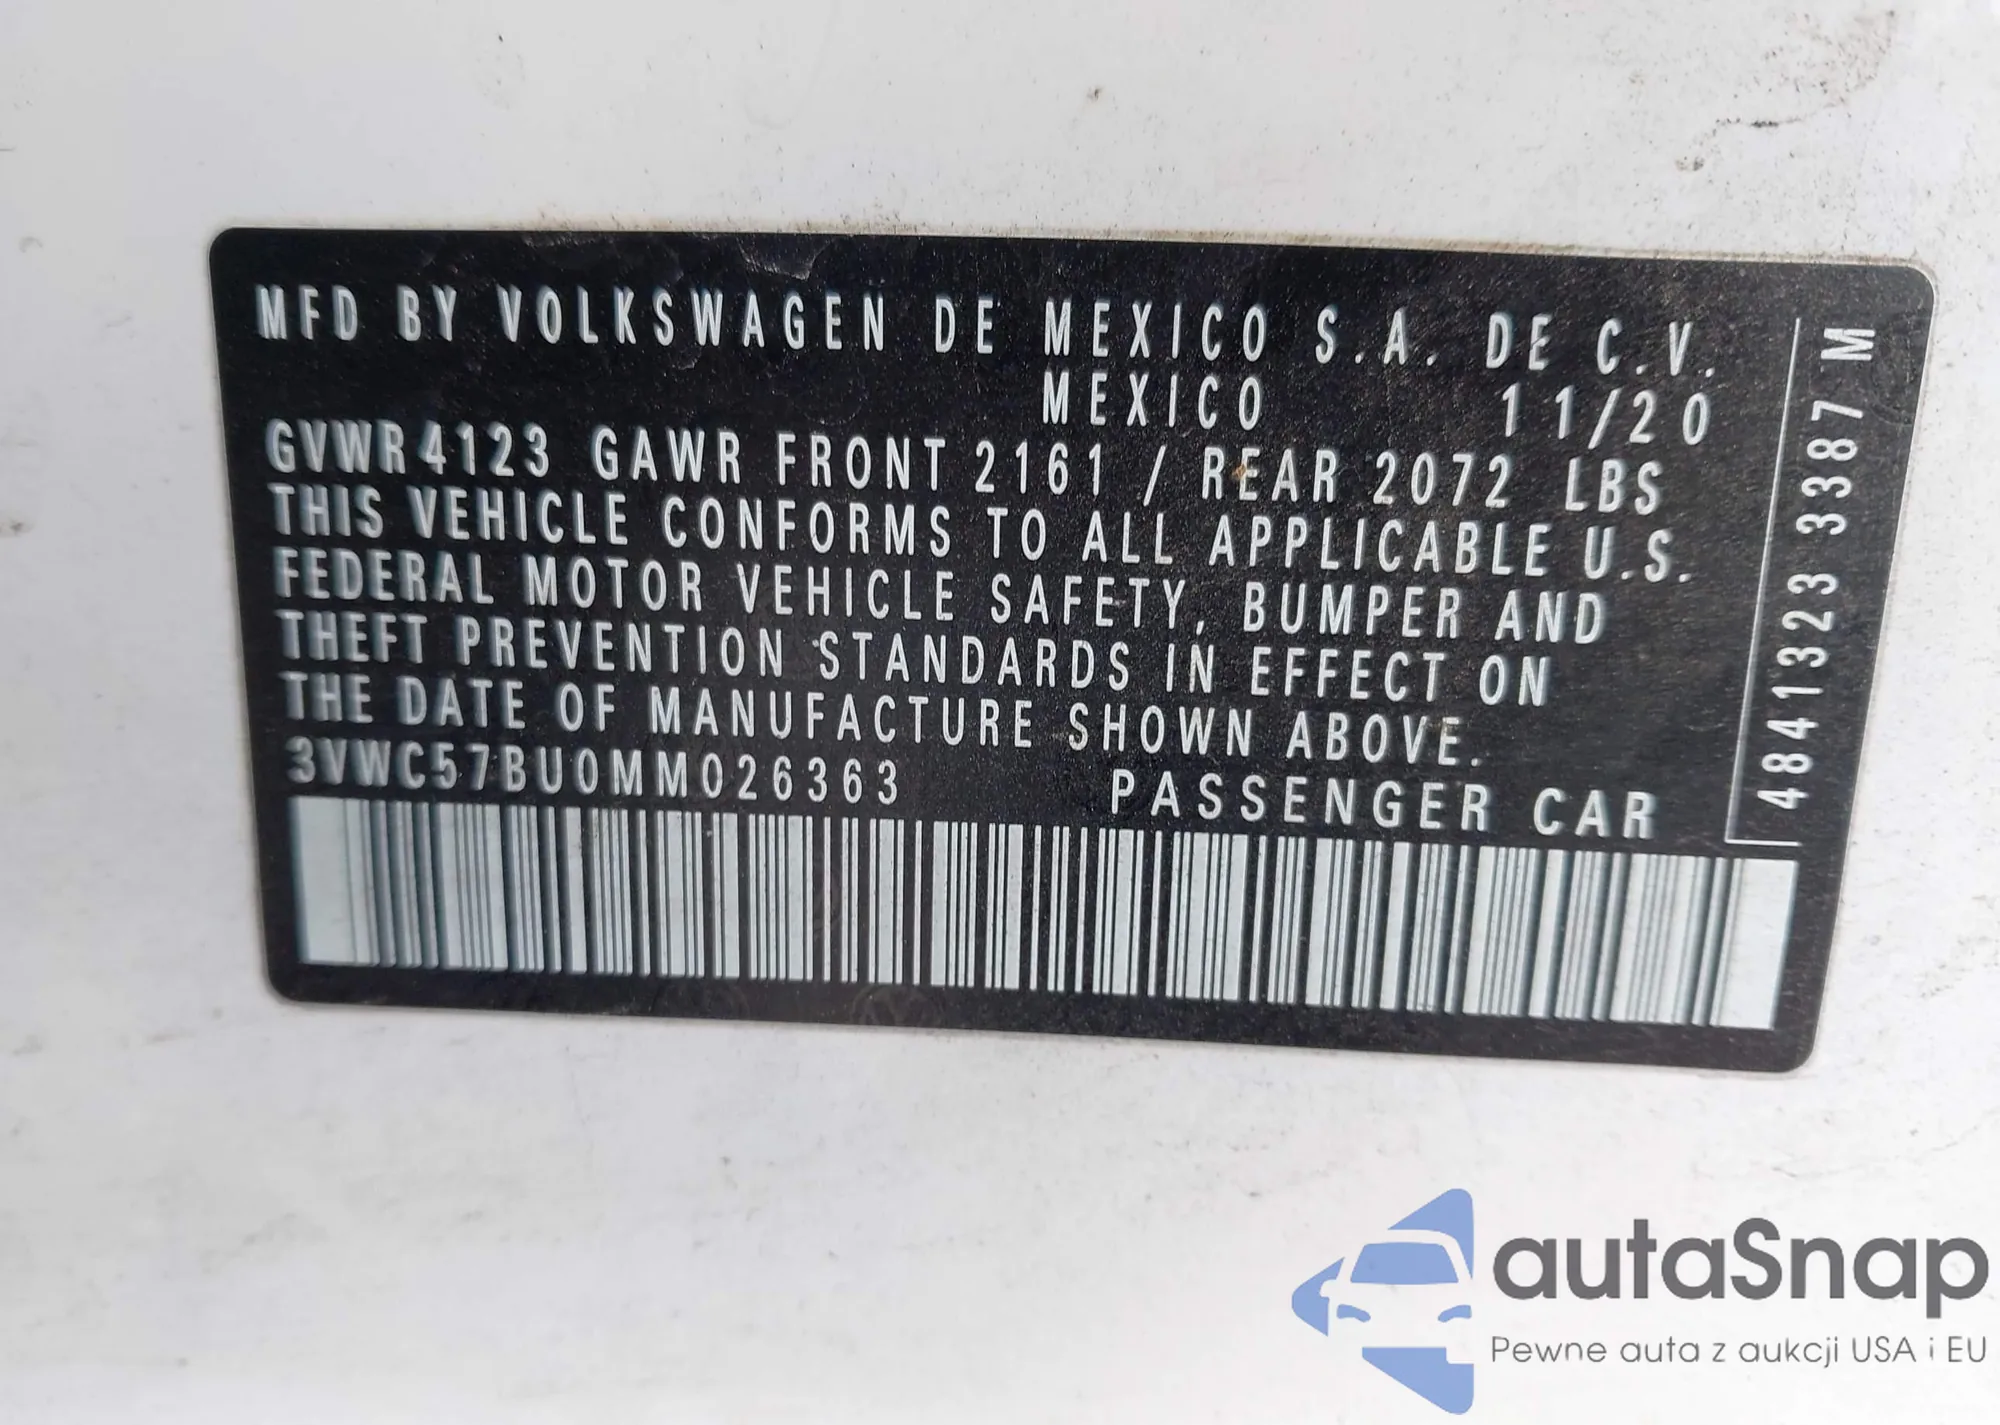 MFD BY VOLKSWAGEN DE MEXICO S.A. DE C.V.
MEXICO 11/20
GVWR 4123 GAWR FRONT 2161 / REAR 2072 LBS
THIS VEHICLE CONFORMS TO ALL APPLICABLE U.S.
FEDERAL MOTOR VEHICLE SAFETY, BUMPER AND
THEFT PREVENTION STANDARDS IN EFFECT ON
THE DATE OF MANUFACTURE SHOWN ABOVE.
3VWC57BU0MM026363 PASSENGER CAR
4841323 3387 M
autaSnap
Pewne auta z aukcji USA i EU